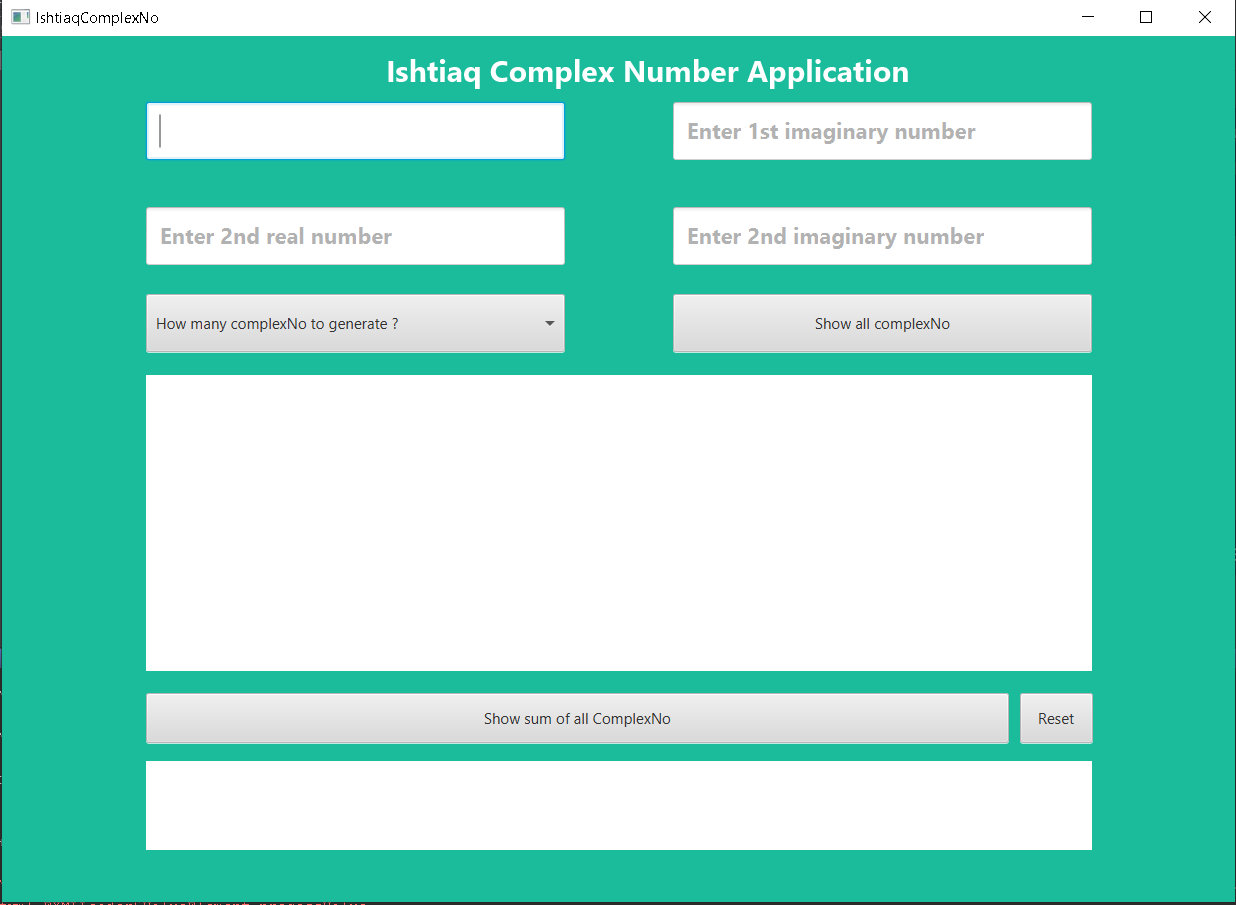 IshtiaqComplexNo
Ishtiaq Complex Number Application
Enter 1st imaginary number
Enter 2nd real number
Enter 2nd imaginary number
How many complexNo to generate ?
Show all complexNo
Show sum of all ComplexNo
Reset